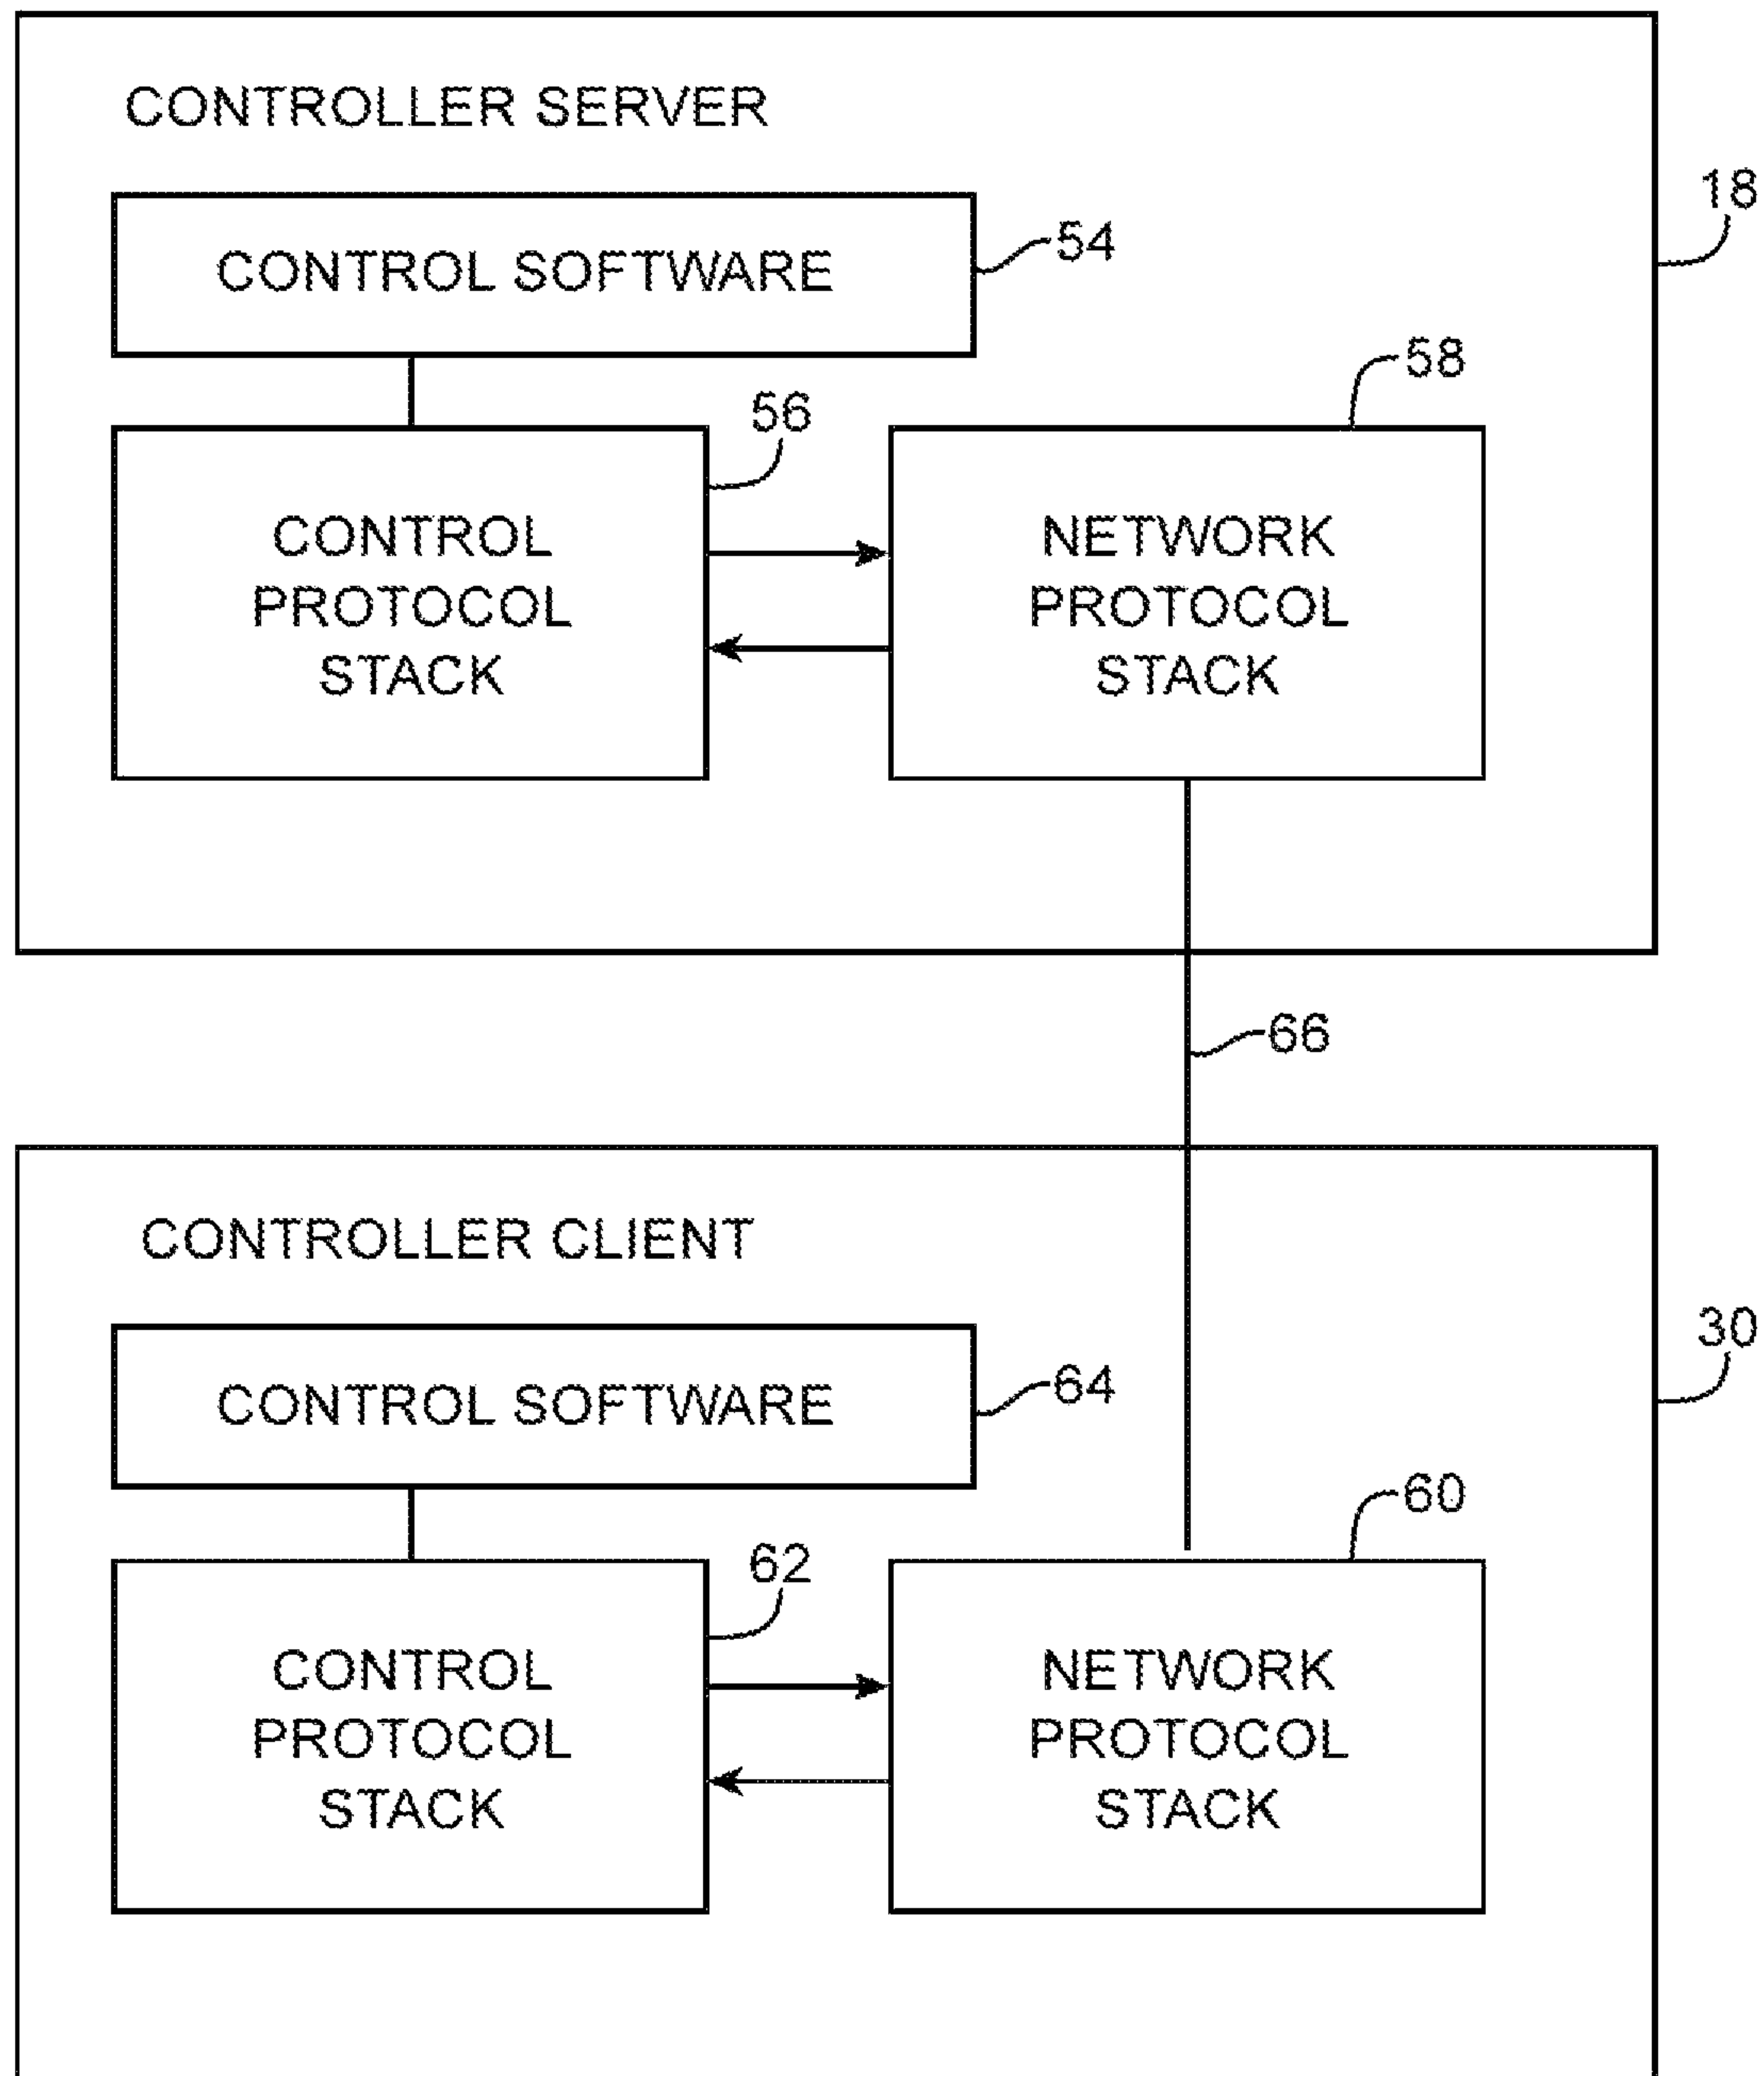 CONTROLLER SERVER
18
CONTROL SOFTWARE
54
58
56
CONTROL
PROTOCOL
STACK
NETWORK
PROTOCOL
STACK
66
CONTROLLER CLIENT
30
CONTROL SOFTWARE
64
60
62
CONTROL
PROTOCOL
STACK
NETWORK
PROTOCOL
STACK